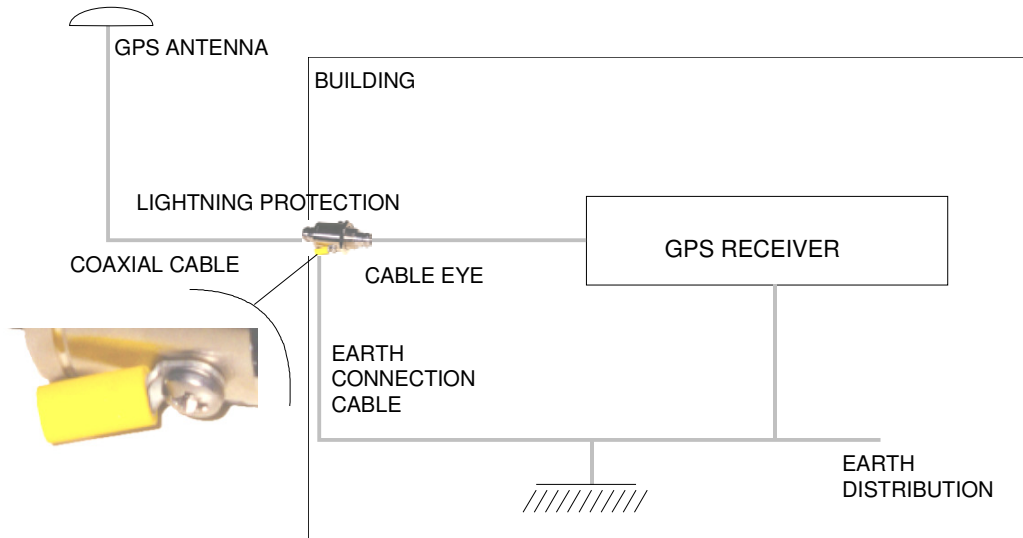 GPS ANTENNA
BUILDING
LIGHTNING PROTECTION
GPS RECEIVER
COAXIAL CABLE
CABLE EYE
EARTH
CONNECTION
CABLE
EARTH
DISTRIBUTION